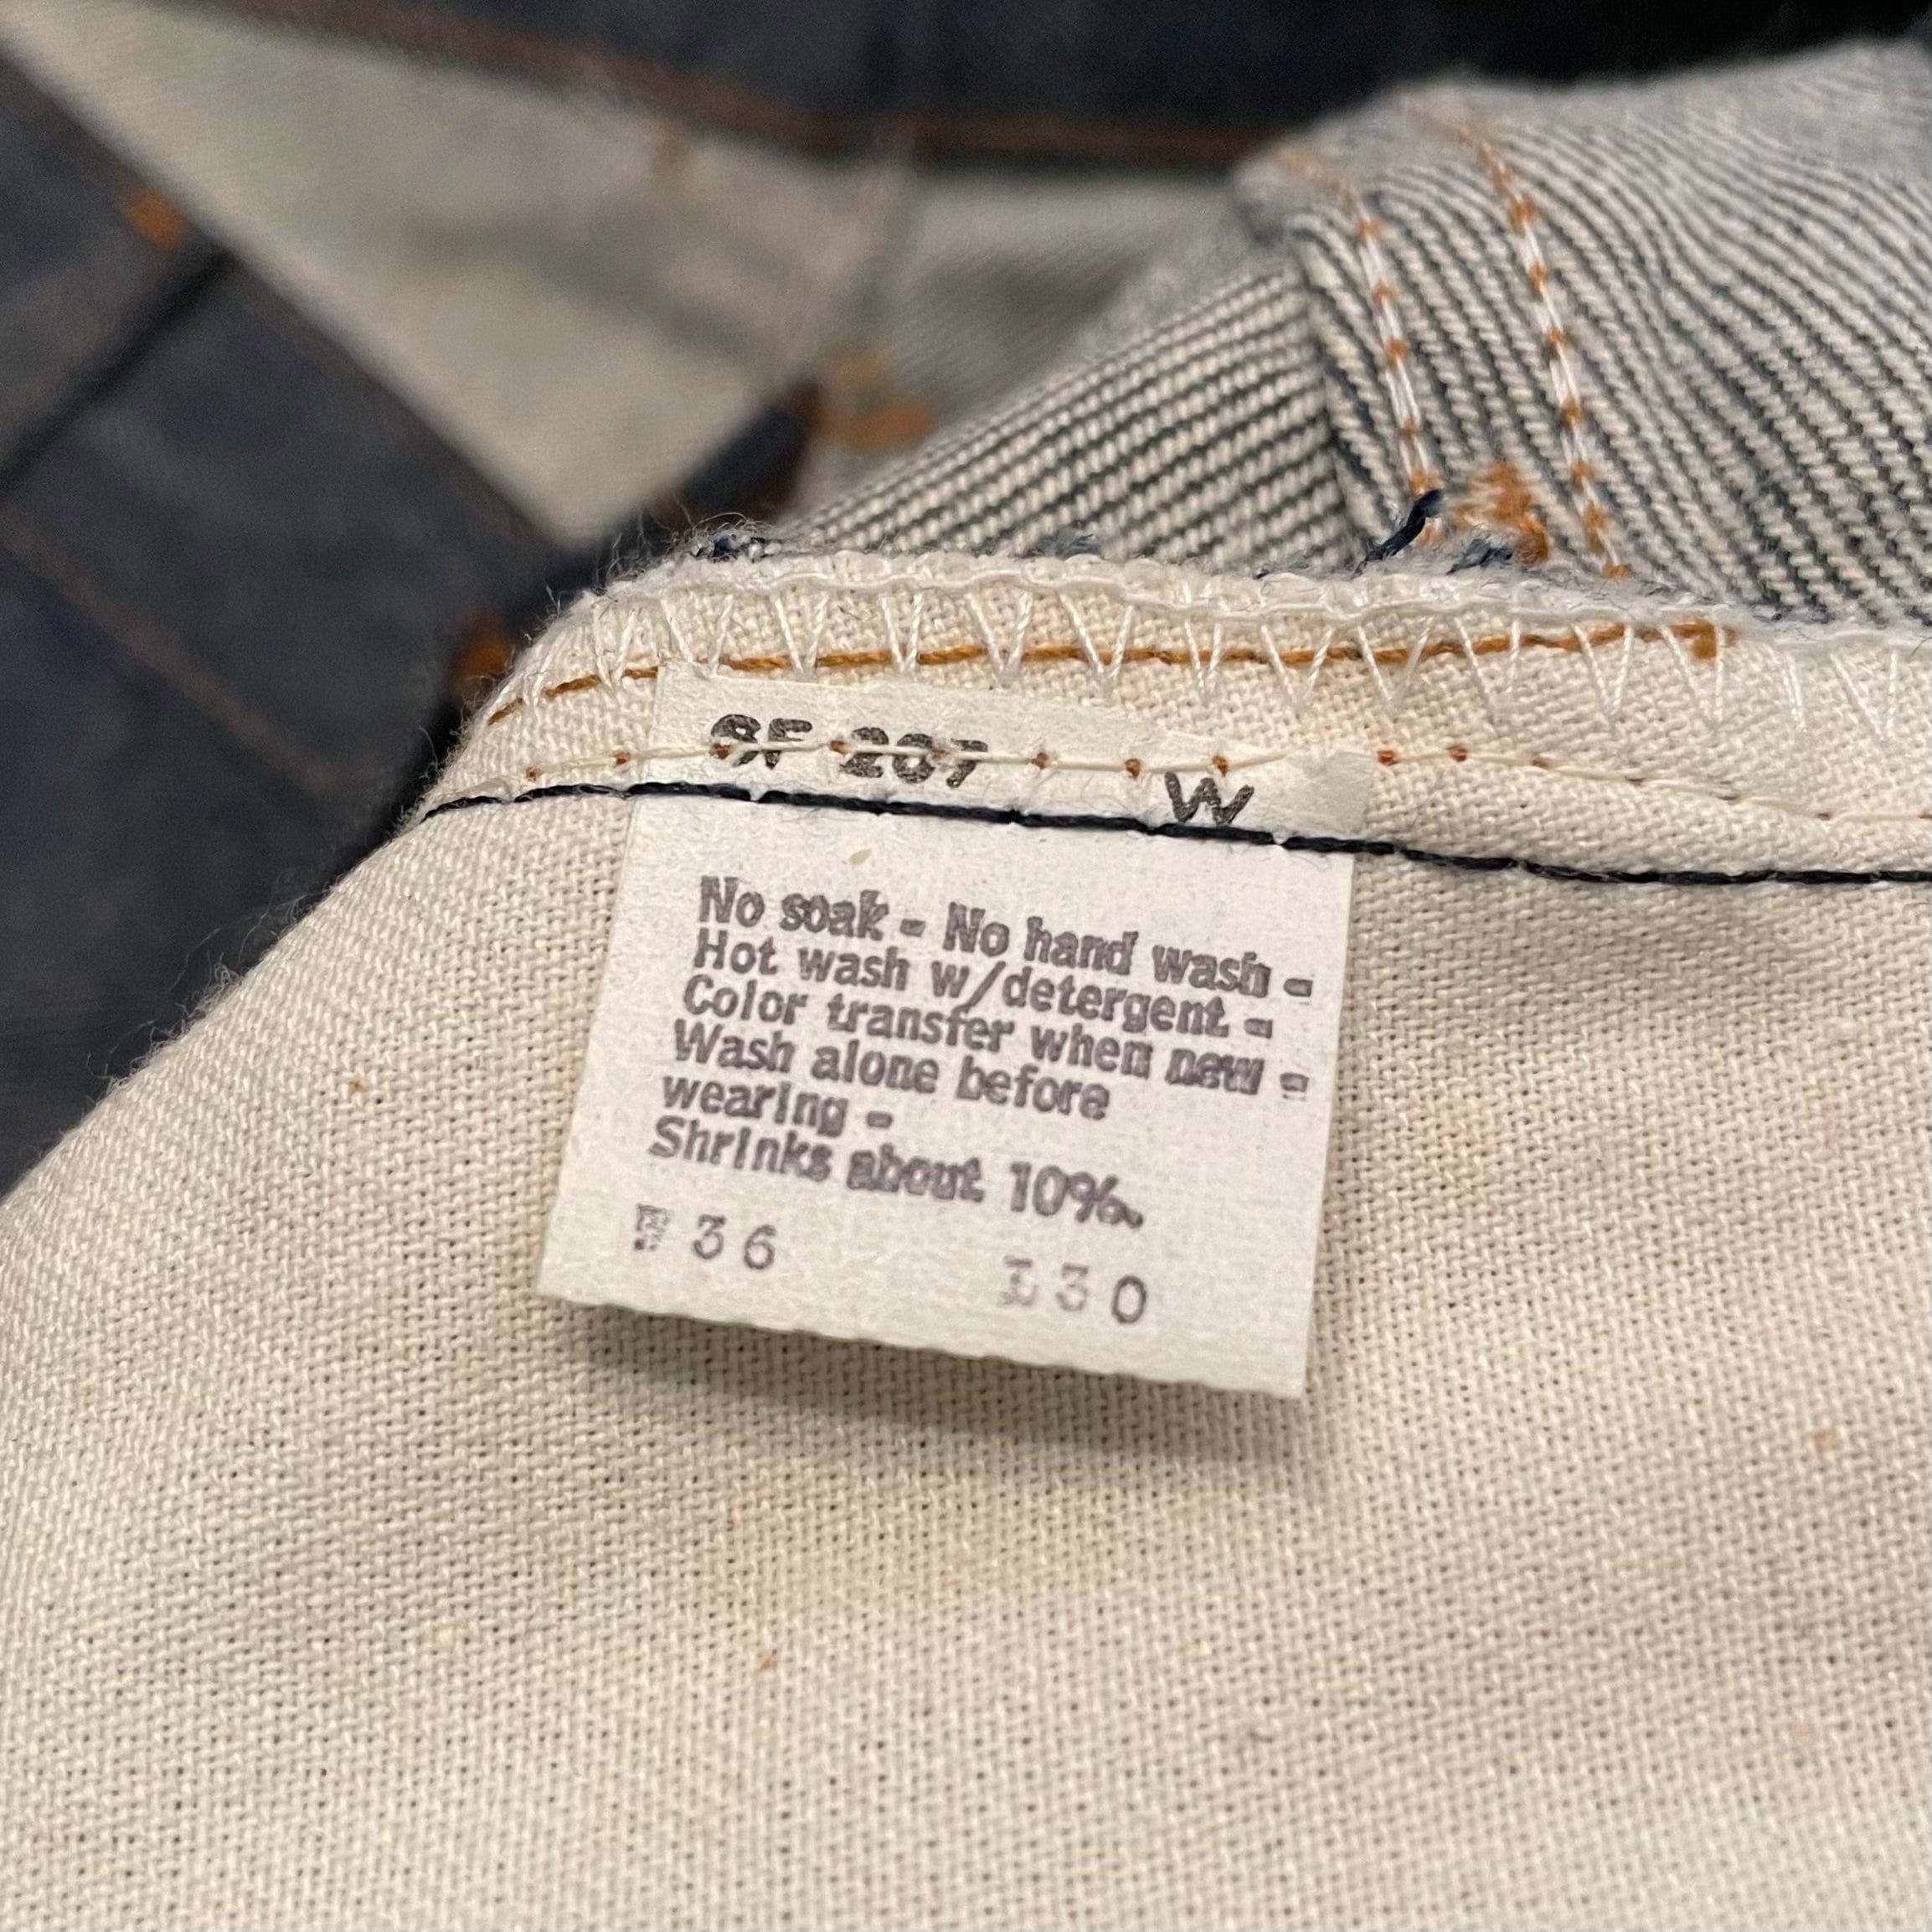 SF 207
W
No soak - No hand wash -
Hot wash w/detergent -
Color transfer when new -
Wash alone before
wearing -
Shrinks about 10%.
W 36 L30